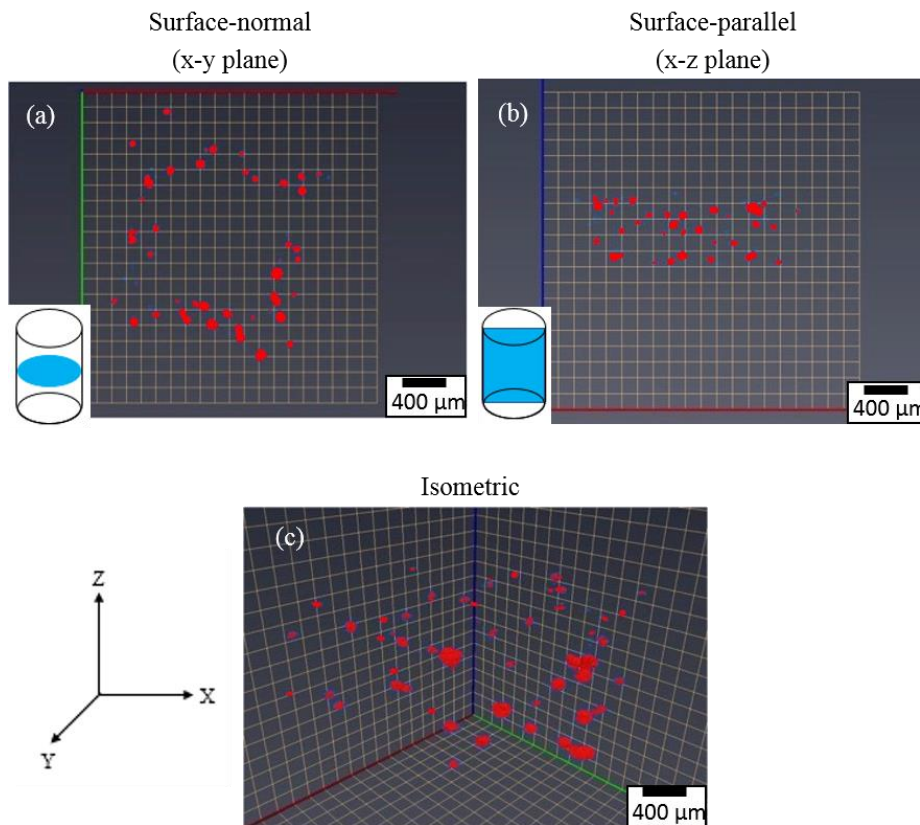 Surface-normal
(x-y plane)
Surface-parallel
(x-z plane)
(a)
400 μm
(b)
400 μm
Isometric
(c)
Z
X
Y
400 μm